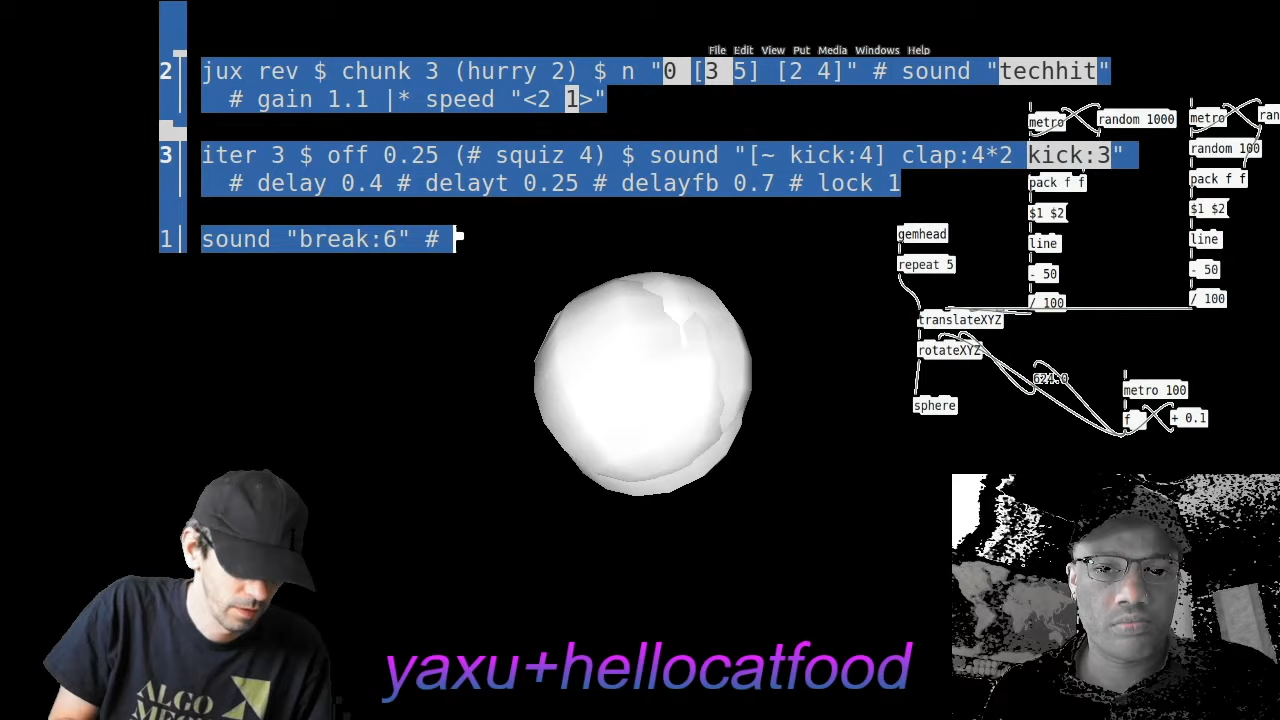 File Edit View Put Media Windows Help
2 jux rev $ chunk 3 (hurry 2) $ n "0 [3 5] [2 4]" # sound "techhit"
# gain 1.1 |* speed "<2 1>"
3 iter 3 $ off 0.25 (# squiz 4) $ sound "[~ kick:4] clap:4*2 kick:3"
# delay 0.4 # delayt 0.25 # delayfb 0.7 # lock 1
1 sound "break:6" #
metro
random 1000
pack f f
$1 $2
line
- 50
/ 100
metro
ran
random 100
pack f f
$1 $2
line
- 50
/ 100
gemhead
repeat 5
translateXYZ
rotateXYZ
sphere
624.0
metro 100
f
+ 0.1
ALGO
yaxu+hellocatfood